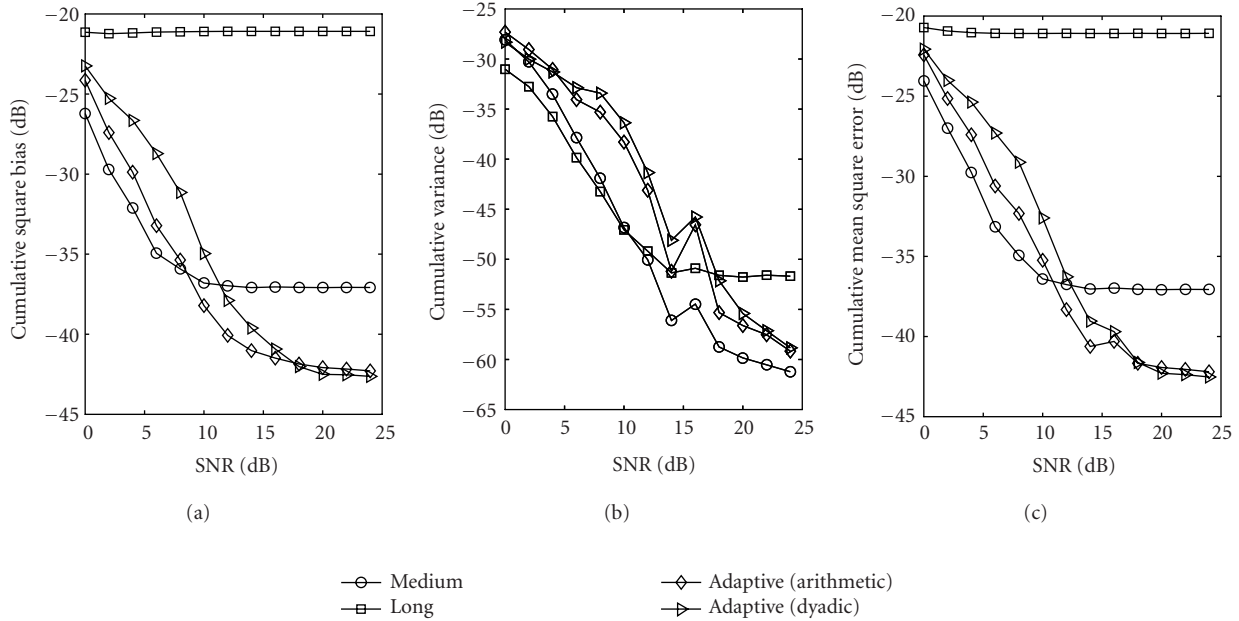 −20
−25
−30
−35
−40
−45
Cumulative square bias (dB)
0 5 10 15 20 25
SNR (dB)
(a)
−25
−30
−35
−40
−45
−50
−55
−60
−65
Cumulative variance (dB)
0 5 10 15 20 25
SNR (dB)
(b)
−20
−25
−30
−35
−40
−45
Cumulative mean square error (dB)
0 5 10 15 20 25
SNR (dB)
(c)
Medium
Long
Adaptive (arithmetic)
Adaptive (dyadic)